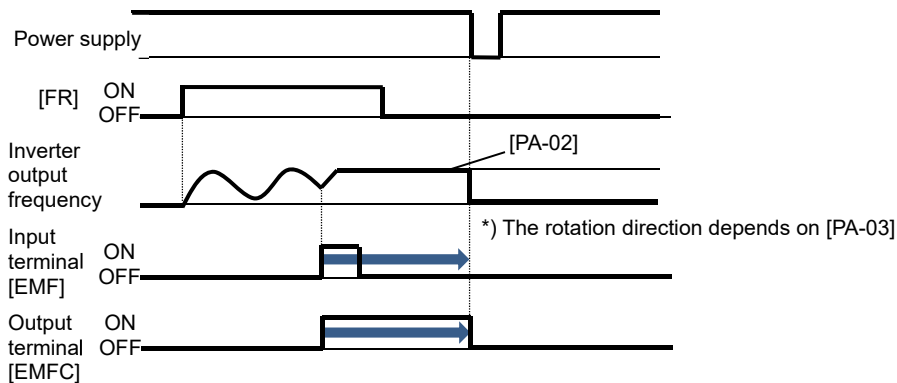 Power supply
[FR]
ON
OFF
Inverter
output
frequency
[PA-02]
*) The rotation direction depends on [PA-03]
Input
terminal
[EMF]
ON
OFF
Output
terminal
[EMFC]
ON
OFF